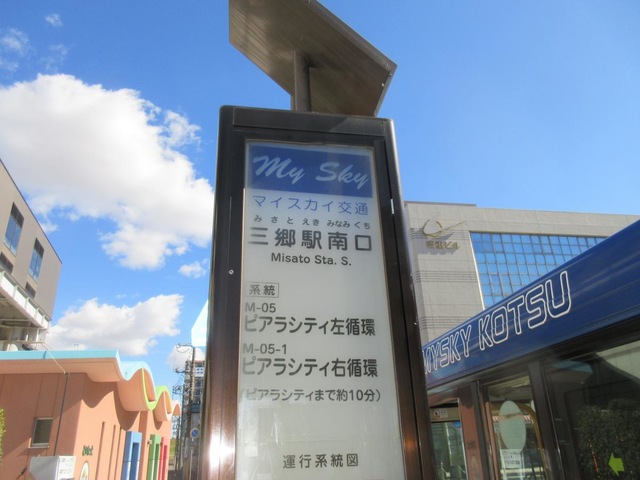 My Sky
マイスカイ交通
みさと えき みなみぐち
三郷駅南口
Misato Sta. S.
系統
M-05
ピアラシティ左循環
M-05-1
ピアラシティ右循環
(ピアラシティまで約10分)
運行系統図
MYSKY KOTSU